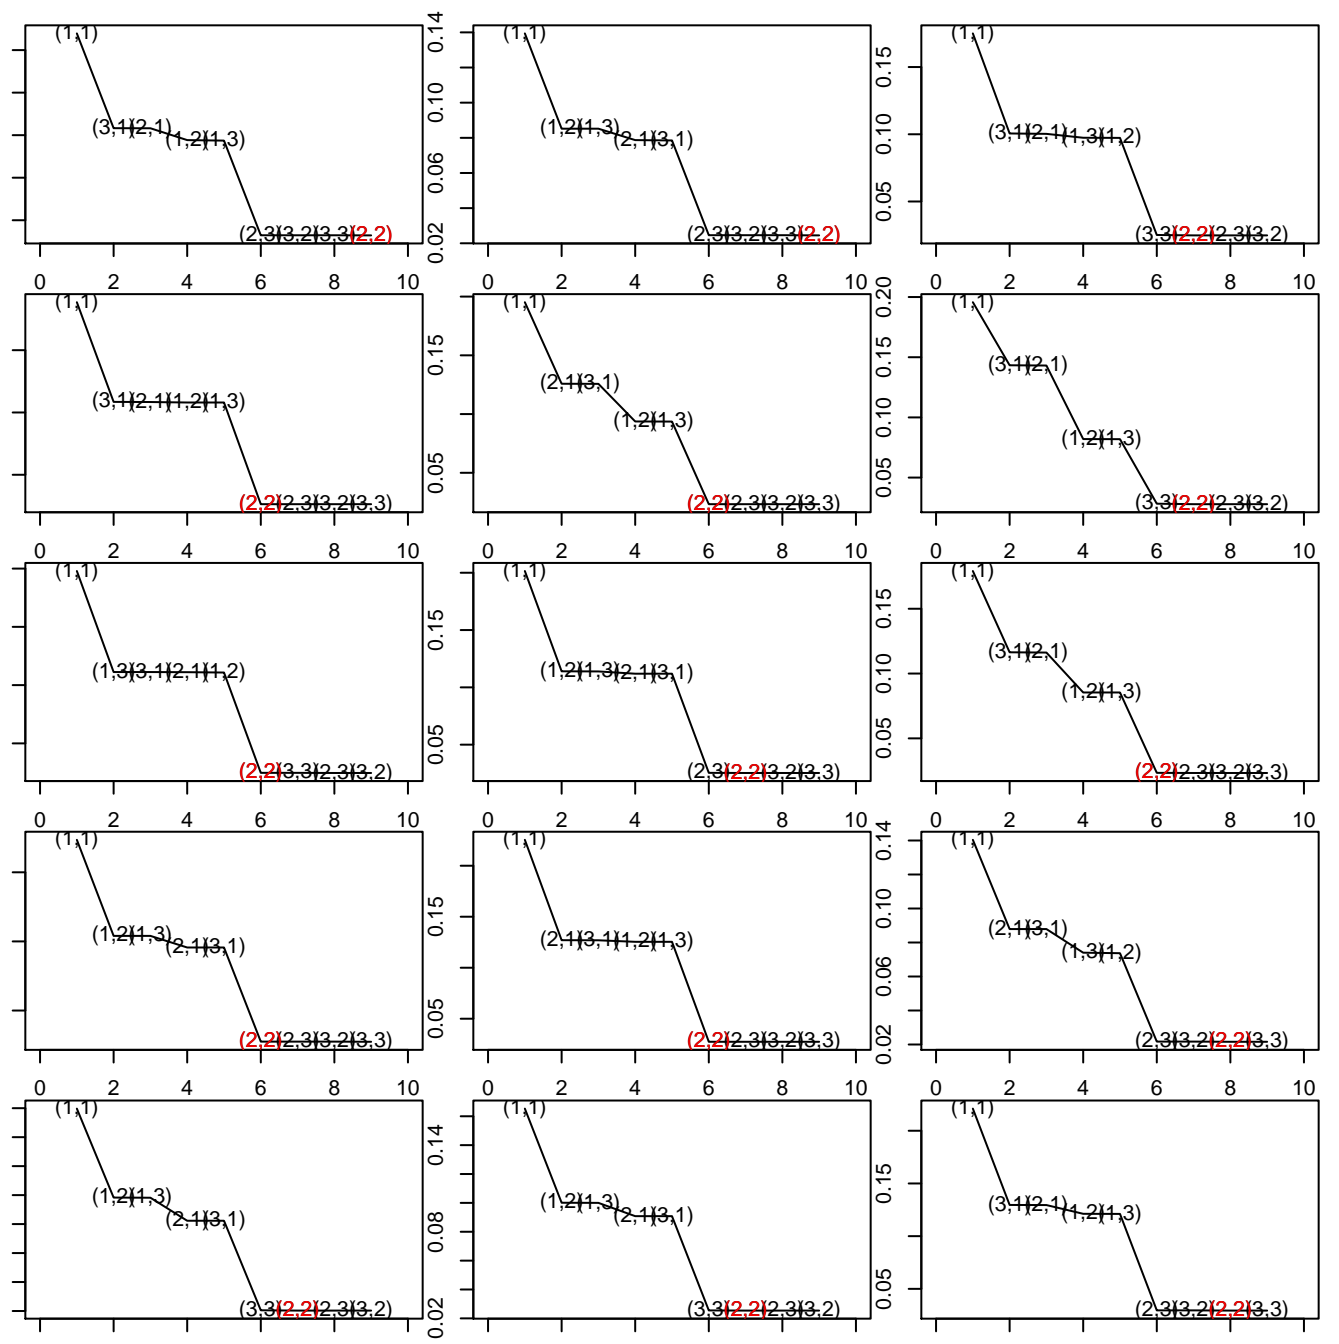 (1,1) 0.14 (1,1) (1,1)
0.15
0.10
(3,1)(2,1) (1,2)(1,3) (3,1)(2,1)
(1,2)(1,3) (2,1)(3,1) 0.10 (1,3)(1,2)
0.06
0.05
(2,3)(3,2)(3,3)(2,2) 0.02 (2,3)(3,2)(3,3)(2,2) (3,3)(2,2)(2,3)(3,2)
0 2 4 6 8 10 0 2 4 6 8 10 0 2 4 6 8 10
(1,1) (1,1) 0.20 (1,1)
0.15 0.15
(3,1)(2,1) 
(2,1)(3,1)
(3,1)(2,1)(1,2)(1,3) 0.10
(1,2)(1,3) (1,2)(1,3)
0.05 0.05
(2,2)(2,3)(3,2)(3,3) (2,2)(2,3)(3,2)(3,3) (3,3)(2,2)(2,3)(3,2)
0 2 4 6 8 10 0 2 4 6 8 10 0 2 4 6 8 10
(1,1) (1,1) (1,1)
0.15 0.15
(3,1)(2,1)
(1,3)(3,1)(2,1)(1,2) (1,2)(1,3)(2,1)(3,1) 0.10
(1,2)(1,3)
0.05 0.05
(2,2)(3,3)(2,3)(3,2) (2,3)(2,2)(3,2)(3,3) (2,2)(2,3)(3,2)(3,3)
0 2 4 6 8 10 0 2 4 6 8 10 0 2 4 6 8 10
(1,1) (1,1) 0.14 (1,1)
0.15 0.10
(1,2)(1,3) (2,1)(3,1)(1,2)(1,3) (2,1)(3,1)
(2,1)(3,1) (1,3)(1,2)
0.06
0.05
(2,2)(2,3)(3,2)(3,3) (2,2)(2,3)(3,2)(3,3) 0.02 (2,3)(3,2)(2,2)(3,3)
0 2 4 6 8 10 0 2 4 6 8 10 0 2 4 6 8 10
(1,1) (1,1) (1,1)
0.14
0.15
(1,2)(1,3) (1,2)(1,3) (3,1)(2,1)
(2,1)(3,1) (2,1)(3,1) (1,2)(1,3)
0.08
0.05
(3,3)(2,2)(2,3)(3,2) 0.02 (3,3)(2,2)(2,3)(3,2) (2,3)(3,2)(2,2)(3,3)